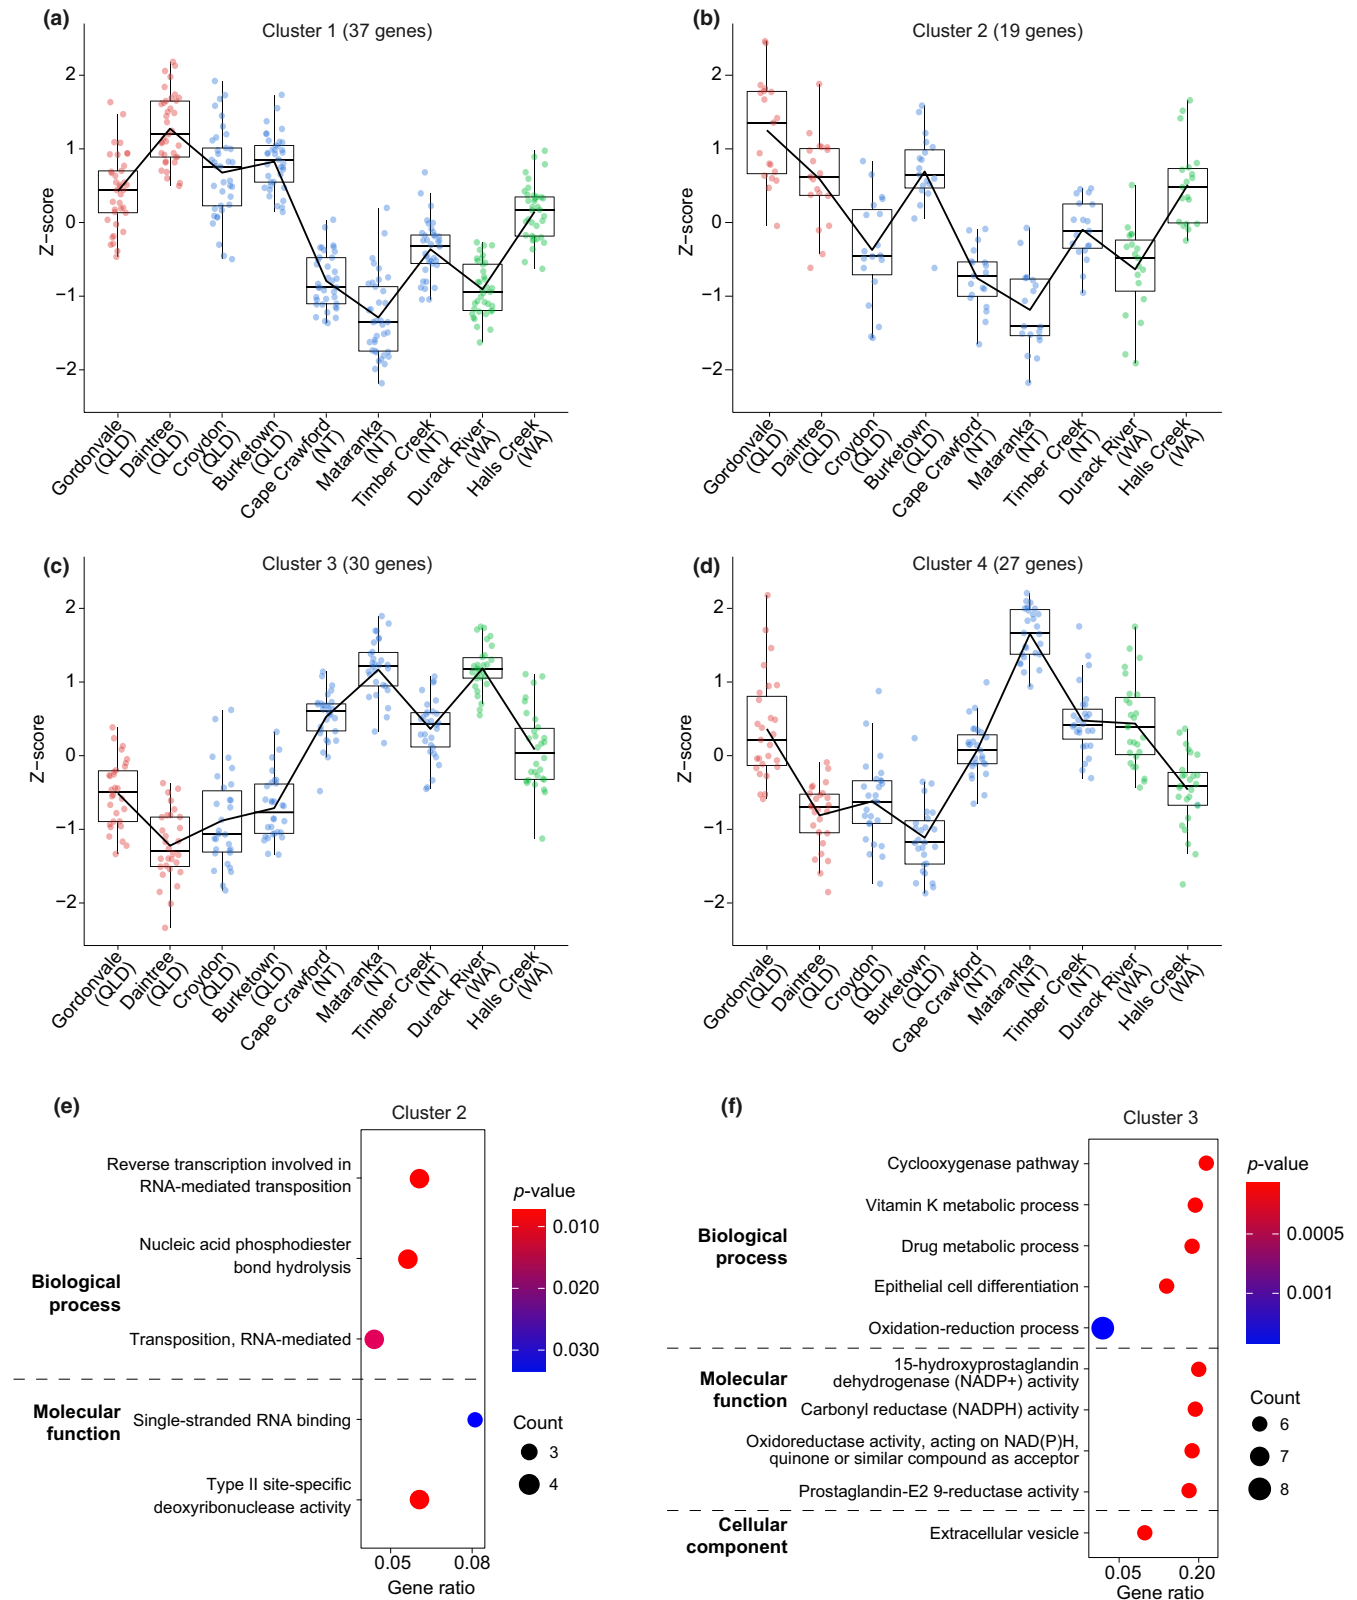 (a)
Cluster 1 (37 genes)
Z−score
2
1
0
−1
−2
Gordonvale
(QLD)
Daintree
(QLD)
Croydon
(QLD)
Burketown
(QLD)
Cape Crawford
(NT)
Mataranka
(NT)
Timber Creek
(NT)
Durack River
(WA)
Halls Creek
(WA)
(b)
Cluster 2 (19 genes)
Z−score
2
1
0
−1
−2
Gordonvale
(QLD)
Daintree
(QLD)
Croydon
(QLD)
Burketown
(QLD)
Cape Crawford
(NT)
Mataranka
(NT)
Timber Creek
(NT)
Durack River
(WA)
Halls Creek
(WA)
(c)
Cluster 3 (30 genes)
Z−score
2
1
0
−1
−2
Gordonvale
(QLD)
Daintree
(QLD)
Croydon
(QLD)
Burketown
(QLD)
Cape Crawford
(NT)
Mataranka
(NT)
Timber Creek
(NT)
Durack River
(WA)
Halls Creek
(WA)
(d)
Cluster 4 (27 genes)
Z−score
2
1
0
−1
−2
Gordonvale
(QLD)
Daintree
(QLD)
Croydon
(QLD)
Burketown
(QLD)
Cape Crawford
(NT)
Mataranka
(NT)
Timber Creek
(NT)
Durack River
(WA)
Halls Creek
(WA)
(e)
Cluster 2
Biological
process
Reverse transcription involved in
RNA-mediated transposition
Nucleic acid phosphodiester
bond hydrolysis
Transposition, RNA-mediated
Molecular
function
Single-stranded RNA binding
Type II site-specific
deoxyribonuclease activity
0.05
0.08
Gene ratio
p-value
0.010
0.020
0.030
Count
3
4
(f)
Cluster 3
Biological
process
Cyclooxygenase pathway
Vitamin K metabolic process
Drug metabolic process
Epithelial cell differentiation
Oxidation-reduction process
Molecular
function
15-hydroxyprostaglandin
dehydrogenase (NADP+) activity
Carbonyl reductase (NADPH) activity
Oxidoreductase activity, acting on NAD(P)H,
quinone or similar compound as acceptor
Prostaglandin-E2 9-reductase activity
Cellular
component
Extracellular vesicle
0.05
0.20
Gene ratio
p-value
0.0005
0.001
Count
6
7
8